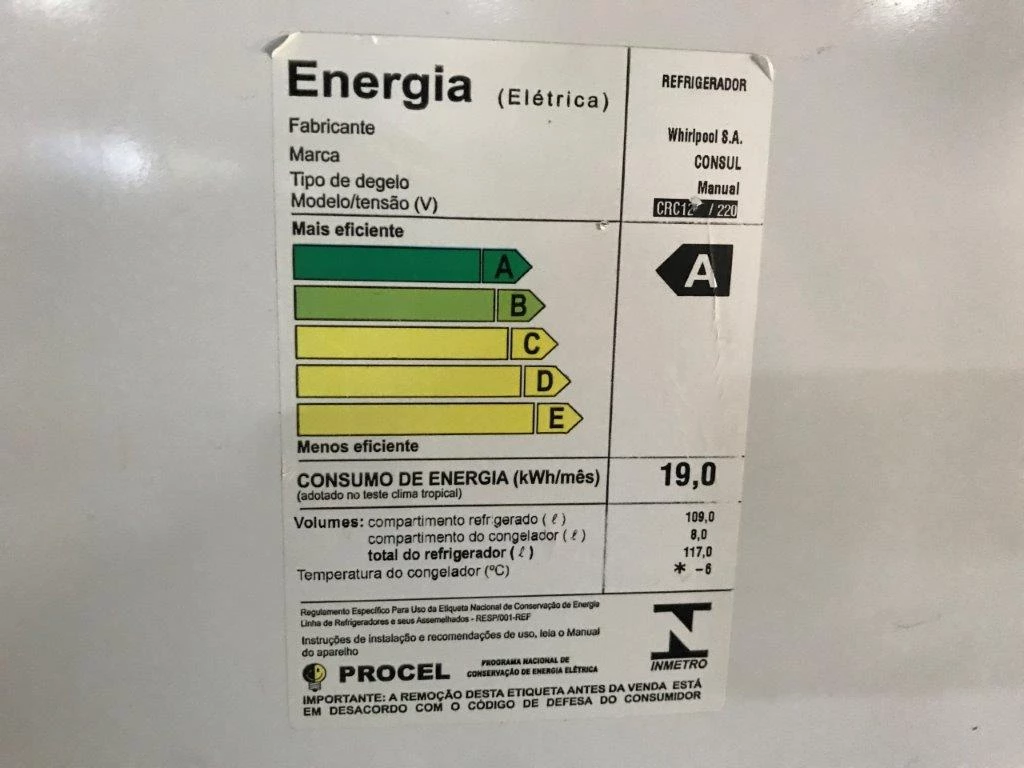 Energia (Elétrica) REFRIGERADOR
Fabricante Whirlpool S.A.
Marca CONSUL
Tipo de degelo Manual
Modelo/tensão (V) / 220
Mais eficiente
A A
B
C
D
E
Menos eficiente
CONSUMO DE ENERGIA (kWh/mês) 19,0
(adotado no teste clima tropical)
Volumes: compartimento refrigerado ( ℓ ) 109,0
compartimento do congelador ( ℓ ) 8,0
total do refrigerador ( ℓ ) 117,0
Temperatura do congelador (ºC) * -6
Regulamento Específico Para Uso da Etiqueta Nacional de Conservação de Energia
Linha de Refrigeradores e seus Assemelhados - RESP/001-REF
Instruções de instalação e recomendações de uso, leia o Manual
do aparelho
PROCEL PROGRAMA NACIONAL DE
CONSERVAÇÃO DE ENERGIA ELÉTRICA
INMETRO
IMPORTANTE: A REMOÇÃO DESTA ETIQUETA ANTES DA VENDA ESTÁ
EM DESACORDO COM O CÓDIGO DE DEFESA DO CONSUMIDOR